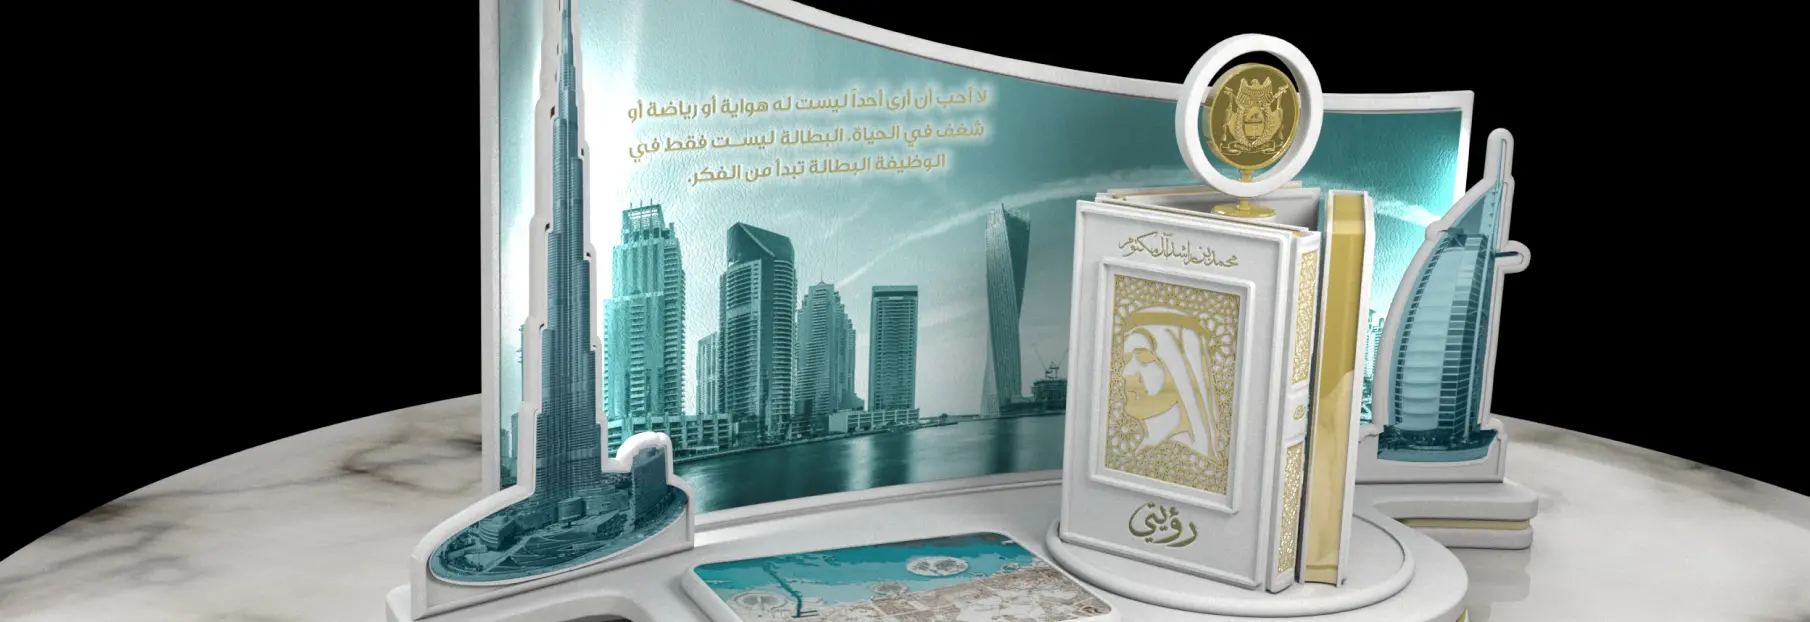 لا أحب أن أرى أحداً ليست له هواية أو رياضة أو
شغف في الحياة. البطالة ليست فقط في
الوظيفة البطالة تبدأ من الفكر.
محمد بن راشد آل مكتوم
رؤيتي